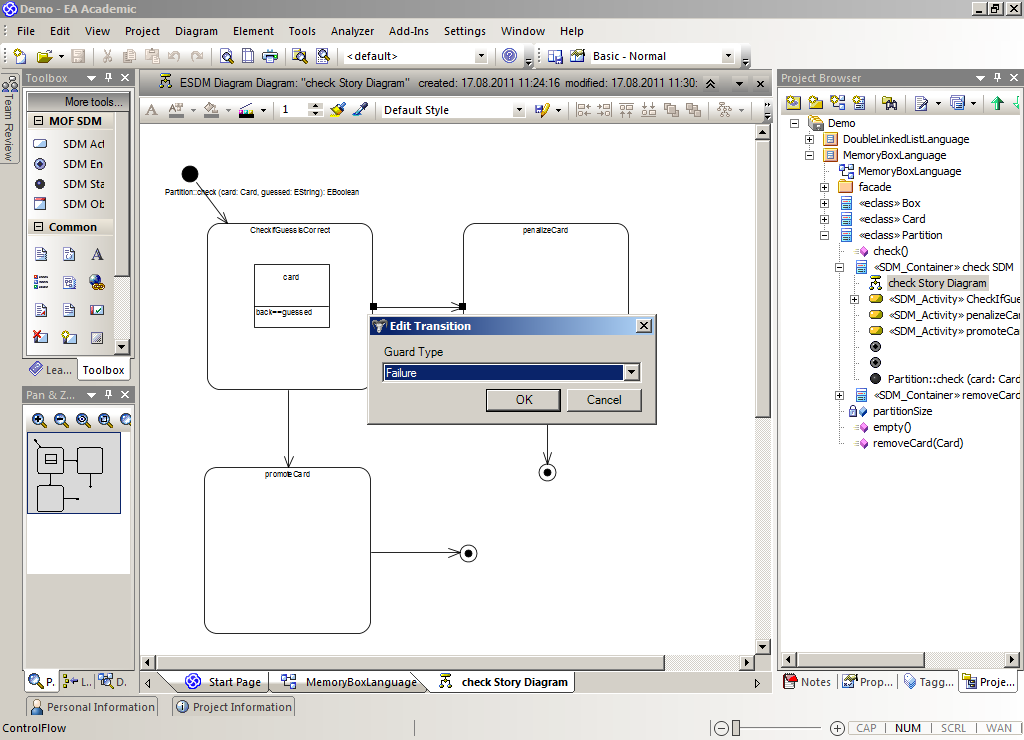 Demo - EA Academic
File Edit View Project Diagram Element Tools Analyzer Add-Ins Settings Window Help
<default>
Basic - Normal
Team Review
Toolbox
More tools...
MOF SDM
SDM Act
SDM En
SDM Sta
SDM Ob
Common
Lea...
Toolbox
Pan & Z...
P.
L..
D.
ESDM Diagram Diagram: "check Story Diagram" created: 17.08.2011 11:24:16 modified: 17.08.2011 11:30:
1
Default Style
Partition::check (card: Card, guessed: EString): EBoolean
CheckIfGuessIsCorrect
card
back==guessed
penalizeCard
promoteCard
Edit Transition
Guard Type
Failure
OK
Cancel
Start Page
MemoryBoxLanguage
check Story Diagram
Project Browser
Demo
DoubleLinkedListLanguage
MemoryBoxLanguage
MemoryBoxLanguage
facade
«eclass» Box
«eclass» Card
«eclass» Partition
check()
«SDM_Container» check SDM
check Story Diagram
«SDM_Activity» CheckIfGue
«SDM_Activity» penalizeCa
«SDM_Activity» promoteCa
Partition::check (card: Card
«SDM_Container» removeCard
partitionSize
empty()
removeCard(Card)
Notes
Prop...
Tagg...
Proje...
Personal Information
Project Information
ControlFlow
CAP
NUM
SCRL
WAN